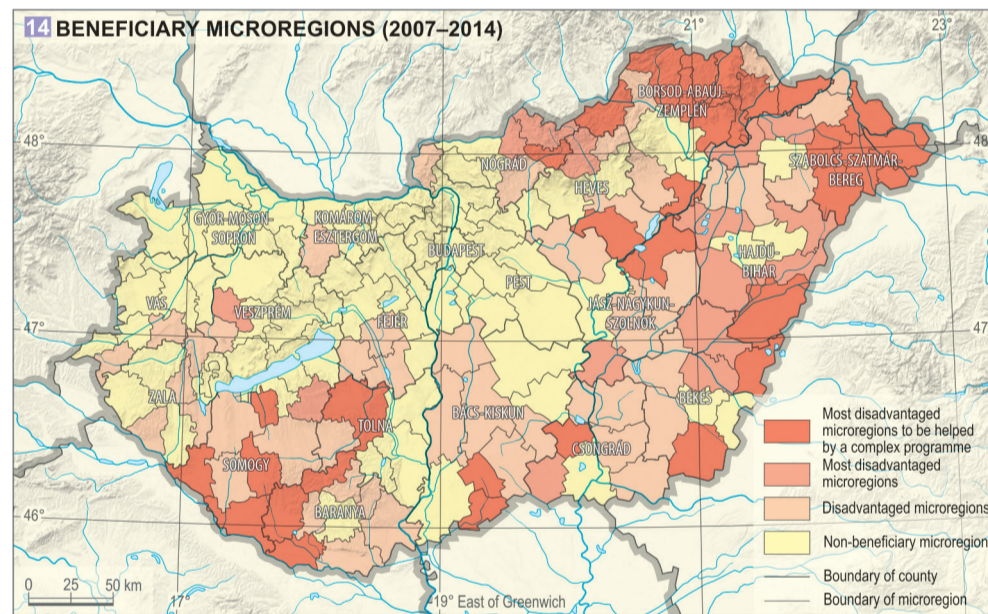 14 BENEFICIARY MICROREGIONS (2007–2014)
21°
23°
48°
48°
BORSOD-ABAÚJ-
ZEMPLÉN
NÓGRÁD
HEVES
SZABOLCS-SZATMÁR-
BEREG
GYŐR-MOSON-
SOPRON
KOMÁROM-
ESZTERGOM
BUDAPEST
HAJDÚ-
BIHAR
PEST
VAS
VESZPRÉM
FEJÉR
JÁSZ-NAGYKUN-
SZOLNOK
47°
47°
ZALA
TOLNA
BÁCS-KISKUN
BÉKÉS
CSONGRÁD
SOMOGY
BARANYA
46°
Most disadvantaged
microregions to be helped
by a complex programme
Most disadvantaged
microregions
Disadvantaged microregions
Non-beneficiary microregion
Boundary of county
Boundary of microregion
0 25 50 km
17°
19° East of Greenwich